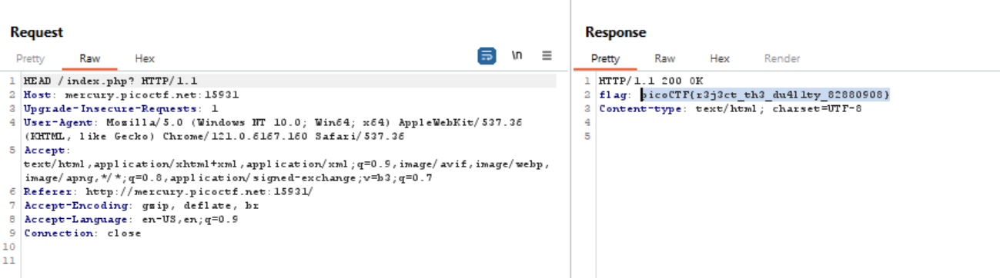 Request
Pretty Raw Hex \n
1 HEAD /index.php? HTTP/1.1
2 Host: mercury.picoctf.net:15931
3 Upgrade-Insecure-Requests: 1
4 User-Agent: Mozilla/5.0 (Windows NT 10.0; Win64; x64) AppleWebKit/537.36
(KHTML, like Gecko) Chrome/121.0.6167.160 Safari/537.36
5 Accept:
text/html,application/xhtml+xml,application/xml;q=0.9,image/avif,image/webp,
image/apng,*/*;q=0.8,application/signed-exchange;v=b3;q=0.7
6 Referer: http://mercury.picoctf.net:15931/
7 Accept-Encoding: gzip, deflate, br
8 Accept-Language: en-US,en;q=0.9
9 Connection: close
10
11
Response
Pretty Raw Hex Render
1 HTTP/1.1 200 OK
2 flag: picoCTF{r3j3ct_th3_du4l1ty_82880908}
3 Content-type: text/html; charset=UTF-8
4
5